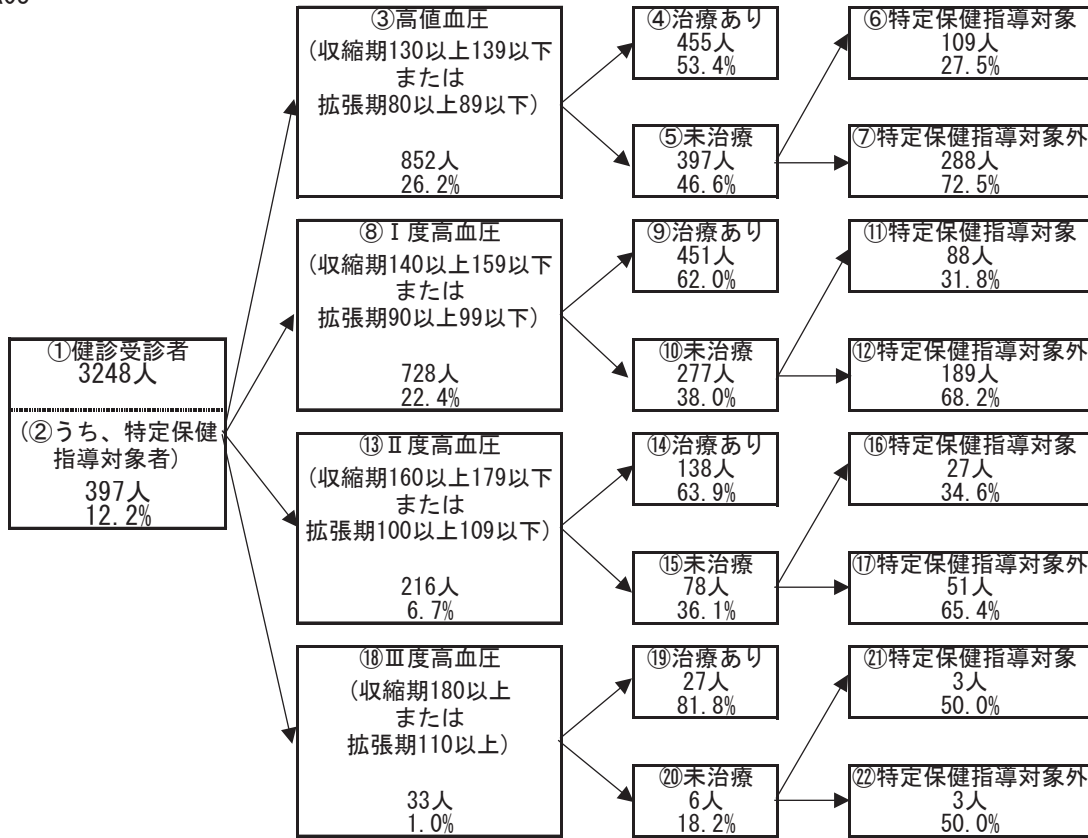 ①健診受診者
3248人
(②うち、特定保健
指導対象者)
397人
12.2%
③高値血圧
(収縮期130以上139以下
または
拡張期80以上89以下)
852人
26.2%
④治療あり
455人
53.4%
⑤未治療
397人
46.6%
⑥特定保健指導対象
109人
27.5%
⑦特定保健指導対象外
288人
72.5%
⑧Ⅰ度高血圧
(収縮期140以上159以下
または
拡張期90以上99以下)
728人
22.4%
⑨治療あり
451人
62.0%
⑩未治療
277人
38.0%
⑪特定保健指導対象
88人
31.8%
⑫特定保健指導対象外
189人
68.2%
⑬Ⅱ度高血圧
(収縮期160以上179以下
または
拡張期100以上109以下)
216人
6.7%
⑭治療あり
138人
63.9%
⑮未治療
78人
36.1%
⑯特定保健指導対象
27人
34.6%
⑰特定保健指導対象外
51人
65.4%
⑱Ⅲ度高血圧
(収縮期180以上
または
拡張期110以上)
33人
1.0%
⑲治療あり
27人
81.8%
⑳未治療
6人
18.2%
㉑特定保健指導対象
3人
50.0%
㉒特定保健指導対象外
3人
50.0%